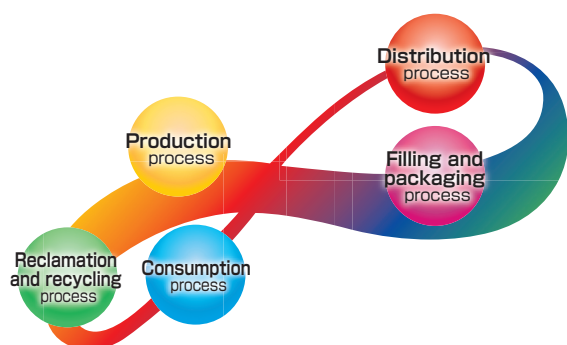 Distribution
process
Production
process
Filling and
packaging
process
Reclamation
and recycling
process
Consumption
process